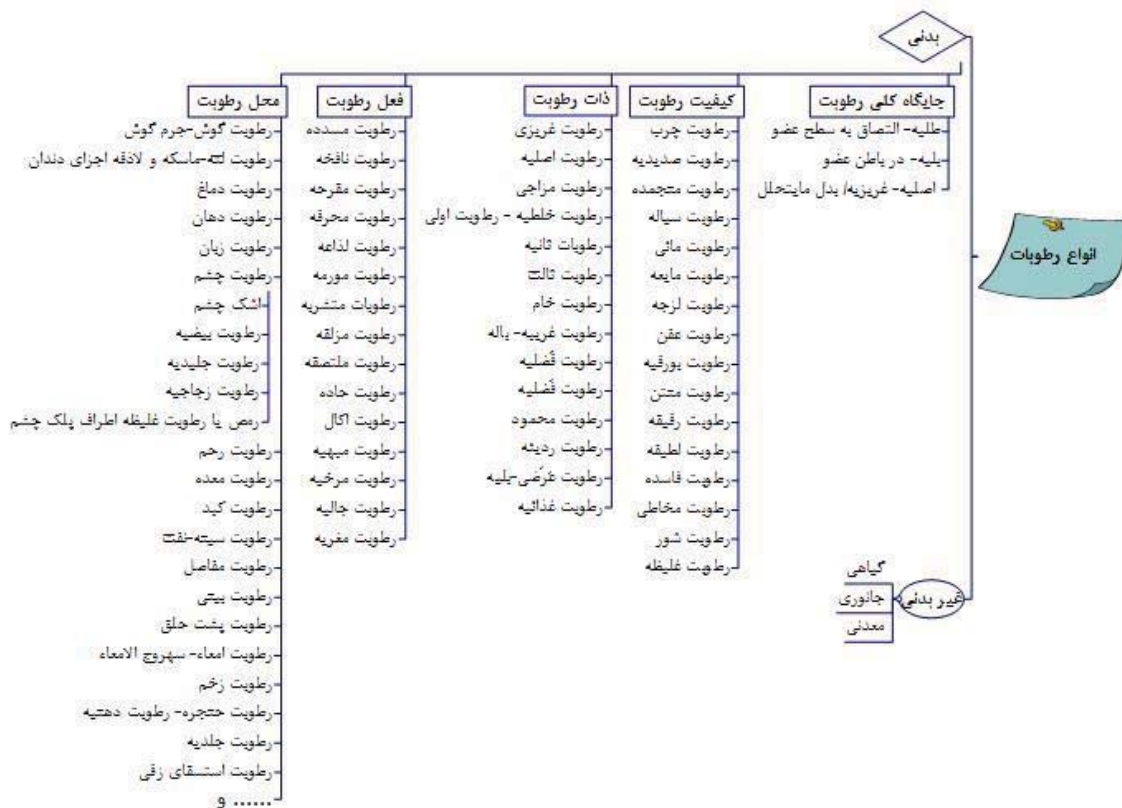 انواع رطوبات
بدنی
جایگاه کلی رطوبت
طلیه- التصاق به سطح عضو
بلیه- در باطن عضو
اصلیه- غریزیه/ بدل مایتحلل
کیفیت رطوبت
رطوبت چرب
رطوبت صدیدیه
رطوبت متجمده
رطوبت سیاله
رطوبت مائی
رطوبت مایعه
رطوبت لزجه
رطوبت عفن
رطوبت بورقیه
رطوبت منتن
رطوبت رقیقه
رطوبت لطیفه
رطوبت فاسده
رطوبت مخاطی
رطوبت شور
رطوبت غلیظه
ذات رطوبت
رطوبت غریزی
رطوبت اصلیه
رطوبت مزاجی
رطوبت خلطیه - رطوبت اولی
رطوبات ثانیه
رطوبت ثالث
رطوبت خام
رطوبت غریبه- باله
رطوبت فَضلیه
رطوبت فَضلیه
رطوبت محمود
رطوبت ردیئه
رطوبت عَرَضی-بلیه
رطوبت غذائیه
فعل رطوبت
رطوبت مسدده
رطوبت نافخه
رطوبت مقرحه
رطوبت محرقه
رطوبت لذاعه
رطوبت مورمه
رطوبات متشربه
رطوبت مزلقه
رطوبت ملتصقه
رطوبت حاده
رطوبت اکال
رطوبت مبهیه
رطوبت مرخیه
رطوبت جالیه
رطوبت مغریه
محل رطوبت
رطوبت گوش-جرم گوش
رطوبت لثه-ماسکه و لاذقه اجزای دندان
رطوبت دماغ
رطوبت دهان
رطوبت زبان
رطوبت چشم
اشک چشم
رطوبت بیضیه
رطوبت جلیدیه
رطوبت زجاجیه
رمص یا رطوبت غلیظه اطراف پلک چشم
رطوبت رحم
رطوبت معده
رطوبت کبد
رطوبت سینه-نفث
رطوبت مفاصل
رطوبت بینی
رطوبت پشت حلق
رطوبت امعاء- سهروج الامعاء
رطوبت زخم
رطوبت حنجره- رطوبت دهنیه
رطوبت جلدیه
رطوبت استسقای زقی
و ......
غیر بدنی
گیاهی
جانوری
معدنی